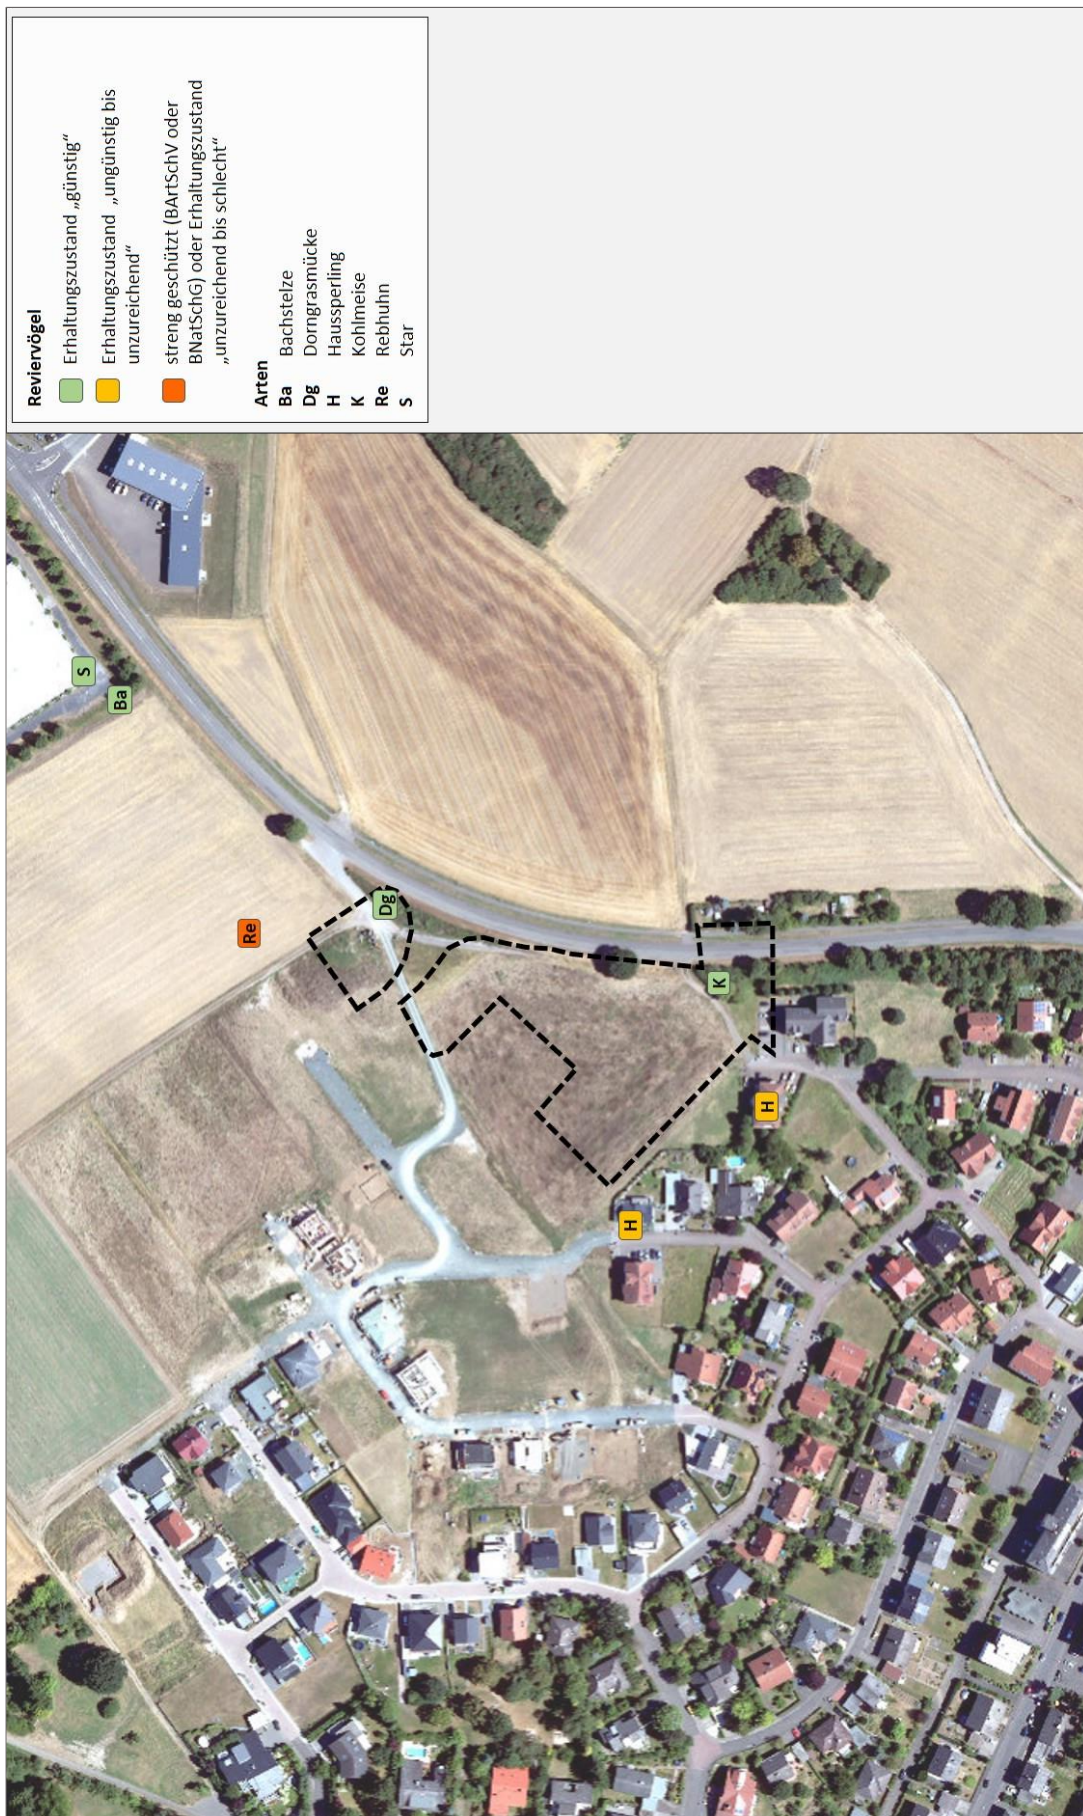 Reviervögel
Erhaltungszustand „günstig“
Erhaltungszustand „ungünstig bis
unzureichend“
streng geschützt (BArtSchV oder
BNatSchG) oder Erhaltungszustand
„unzureichend bis schlecht“
Arten
Ba Bachstelze
Dg Dorngrasmücke
H Haussperling
K Kohlmeise
Re Rebhuhn
S Star
S
Ba
Re
Dg
K
H
H